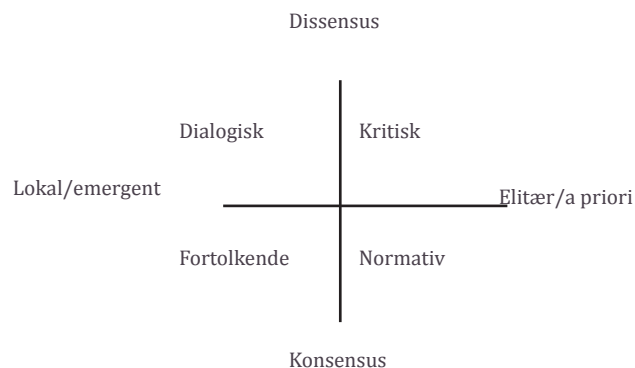 Dissensus
Dialogisk
Kritisk
Lokal/emergent
Elitær/a priori
Fortolkende
Normativ
Konsensus